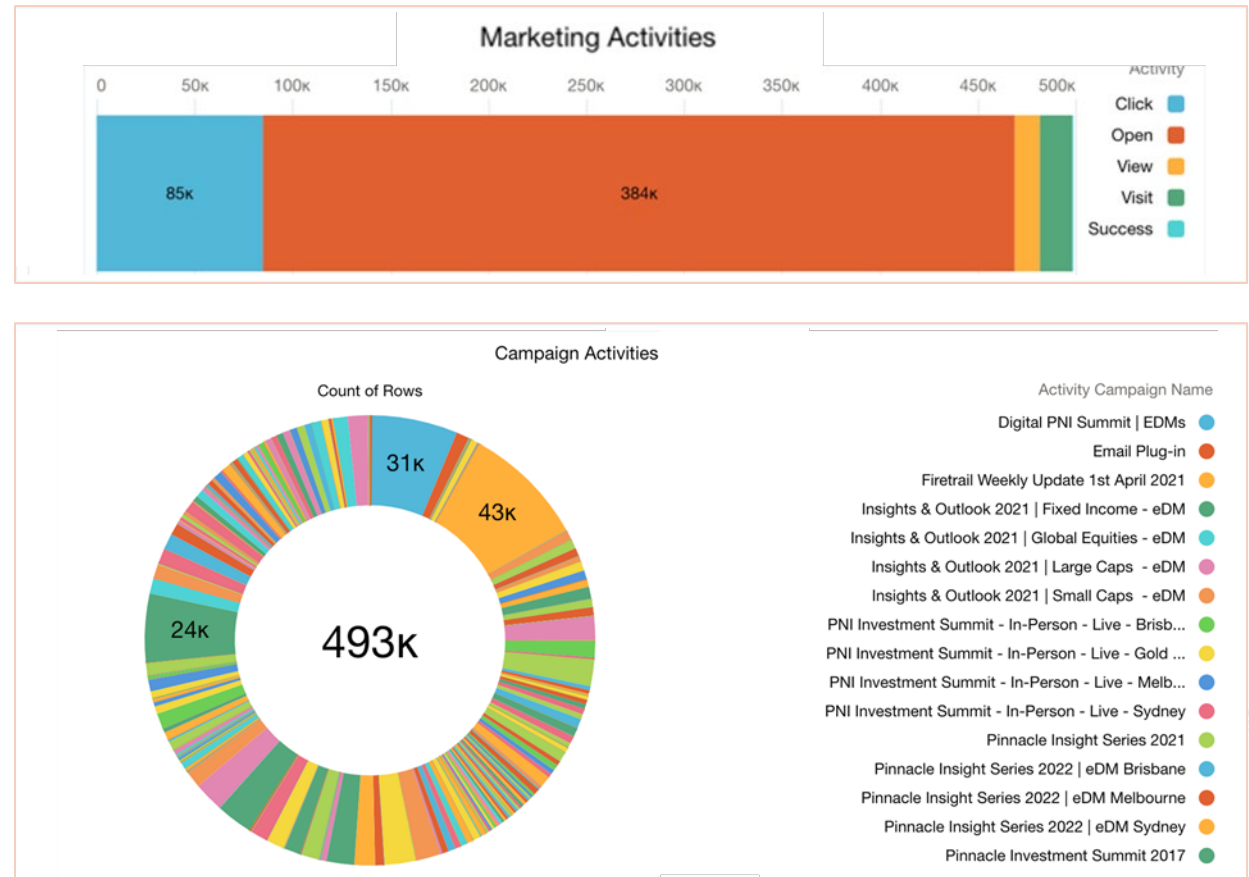 Marketing Activities
0 50K 100K 150K 200K 250K 300K 350K 400K 450K 500K
Activity
Click
Open
View
Visit
Success
85K 384K
Campaign Activities
Count of Rows
31K
43K
24K
493K
Activity Campaign Name
Digital PNI Summit | EDMs
Email Plug-in
Firetrail Weekly Update 1st April 2021
Insights & Outlook 2021 | Fixed Income - eDM
Insights & Outlook 2021 | Global Equities - eDM
Insights & Outlook 2021 | Large Caps - eDM
Insights & Outlook 2021 | Small Caps - eDM
PNI Investment Summit - In-Person - Live - Brisb...
PNI Investment Summit - In-Person - Live - Gold ...
PNI Investment Summit - In-Person - Live - Melb...
PNI Investment Summit - In-Person - Live - Sydney
Pinnacle Insight Series 2021
Pinnacle Insight Series 2022 | eDM Brisbane
Pinnacle Insight Series 2022 | eDM Melbourne
Pinnacle Insight Series 2022 | eDM Sydney
Pinnacle Investment Summit 2017